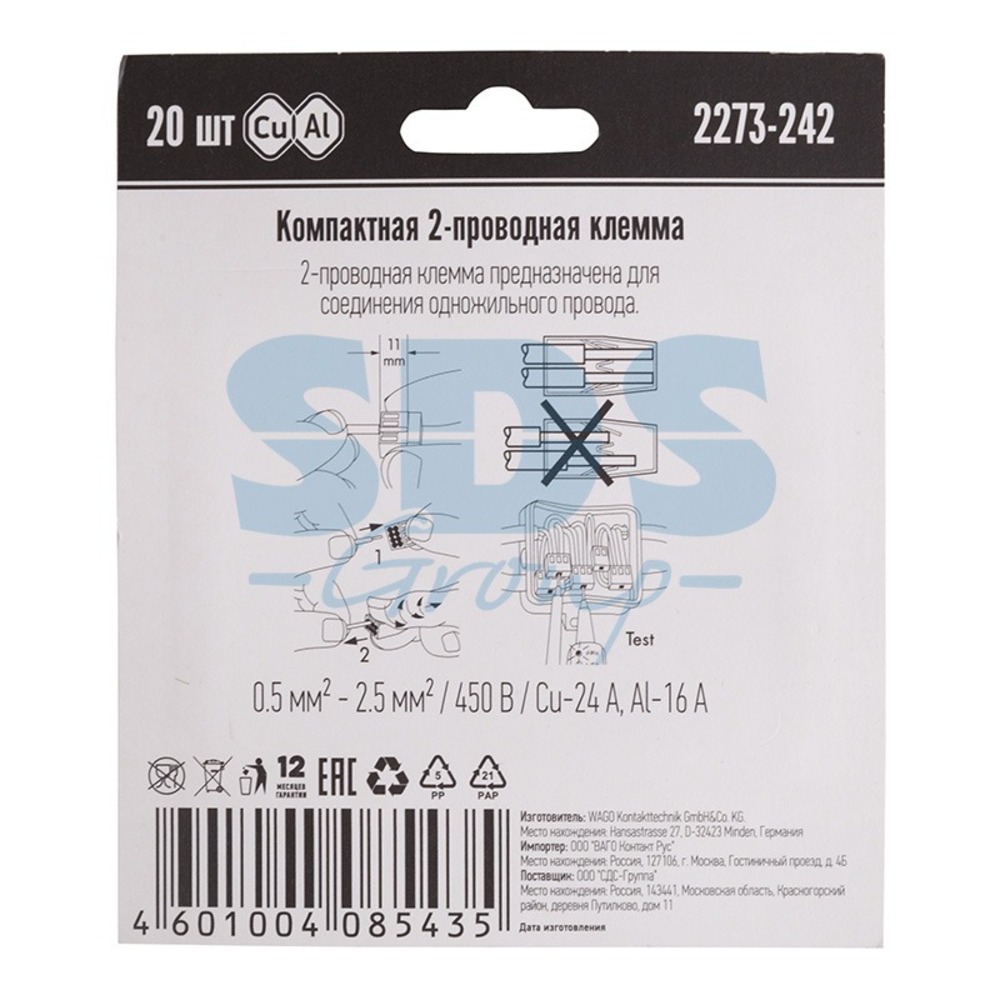 20 шт Cu Al 2273-242
Компактная 2-проводная клемма
2-проводная клемма предназначена для
соединения одножильного провода.
11
mm
SDS
Group
1
2
Test
0.5 мм² - 2.5 мм² / 450 В / Cu-24 A, Al-16 A
12
МЕСЯЦЕВ
ГАРАНТИИ
EAC
5
PP
21
PAP
Изготовитель: WAGO Kontakttechnik GmbH&Co. KG.
Место нахождения: Hansastrasse 27, D-32423 Minden, Германия
Импортер: ООО "ВАГО Контакт Рус"
Место нахождения: Россия, 127106, г. Москва, Гостиничный проезд, д. 4Б
Поставщик: ООО "СДС-Группа"
Место нахождения: Россия, 143441, Московская область, Красногорский
район, деревня Путилково, дом 11
Дата изготовления
4 601004 085435